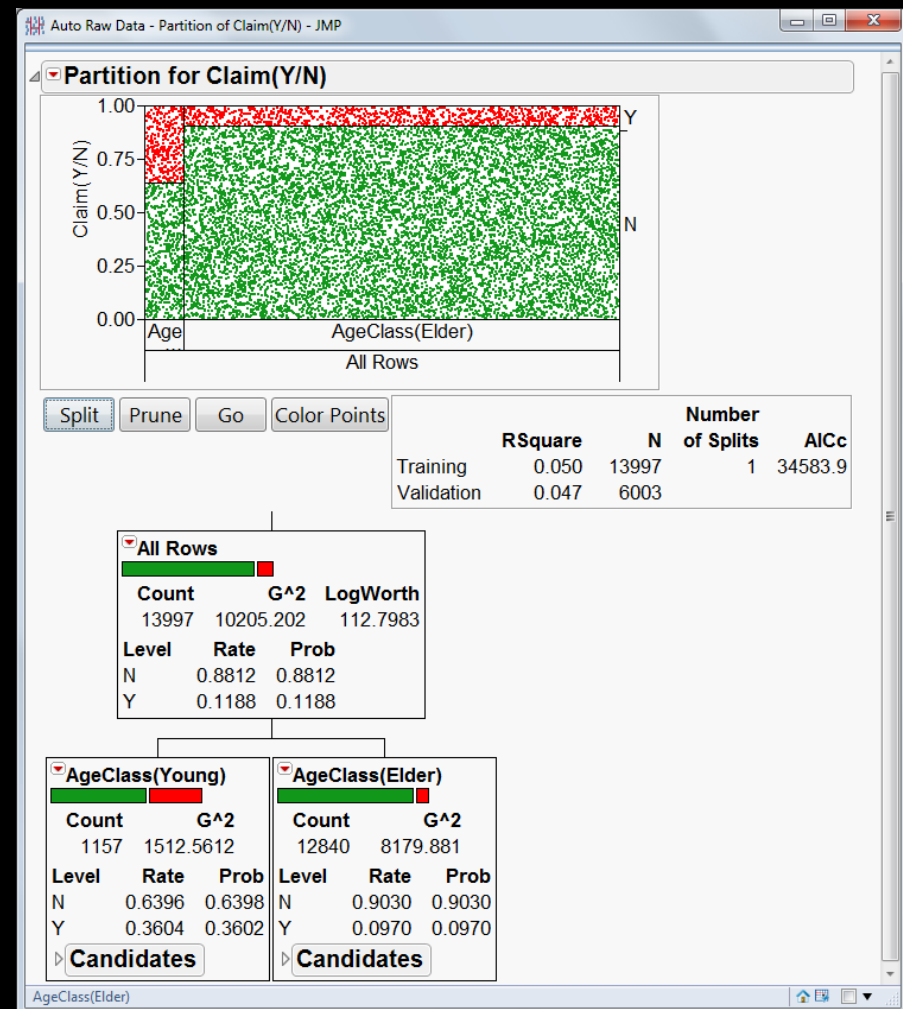 Auto Raw Data - Partition of Claim(Y/N) - JMP
Partition for Claim(Y/N)
1.00
0.75
0.50
0.25
0.00
Claim(Y/N)
Y
N
Age ... AgeClass(Elder)
All Rows
Split Prune Go Color Points
Number
RSquare N of Splits AICc
Training 0.050 13997 1 34583.9
Validation 0.047 6003
All Rows
Count G^2 LogWorth
13997 10205.202 112.7983
Level Rate Prob
N 0.8812 0.8812
Y 0.1188 0.1188
AgeClass(Young)
Count G^2
1157 1512.5612
Level Rate Prob
N 0.6396 0.6398
Y 0.3604 0.3602
Candidates
AgeClass(Elder)
Count G^2
12840 8179.881
Level Rate Prob
N 0.9030 0.9030
Y 0.0970 0.0970
Candidates
AgeClass(Elder)